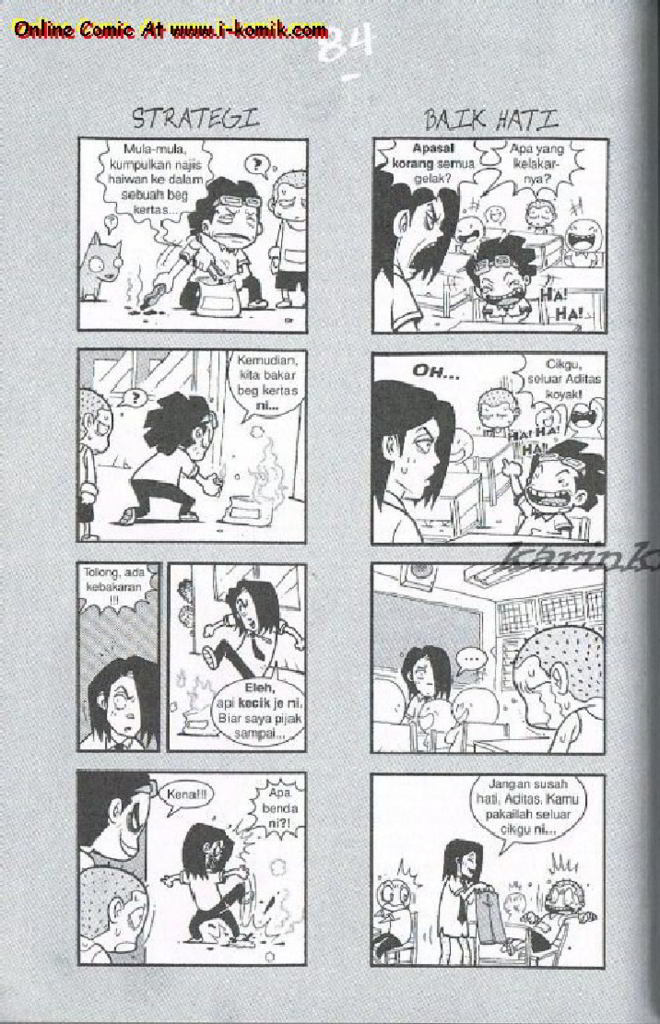 Online Comic At www.i-komik.com
84
STRATEGI
Mula-mula,
kumpulkan najis
haiwan ke dalam
sebuah beg
kertas...
?
?
Kemudian,
kita bakar
beg kertas
ni...
?
Tolong, ada
kebakaran
!!!
Eleh,
api kecik je ni.
Biar saya pijak
sampai...
Kena!!!
Apa
benda
ni?!
BAIK HATI
Apasal
korang semua
gelak?
Apa yang
kelakar-
nya?
HA!
HA!
OH...
Cikgu,
seluar Aditas
koyak!
HA! HA!
HA!
karinko
...
Jangan susah
hati, Aditas. Kamu
pakailah seluar
cikgu ni...